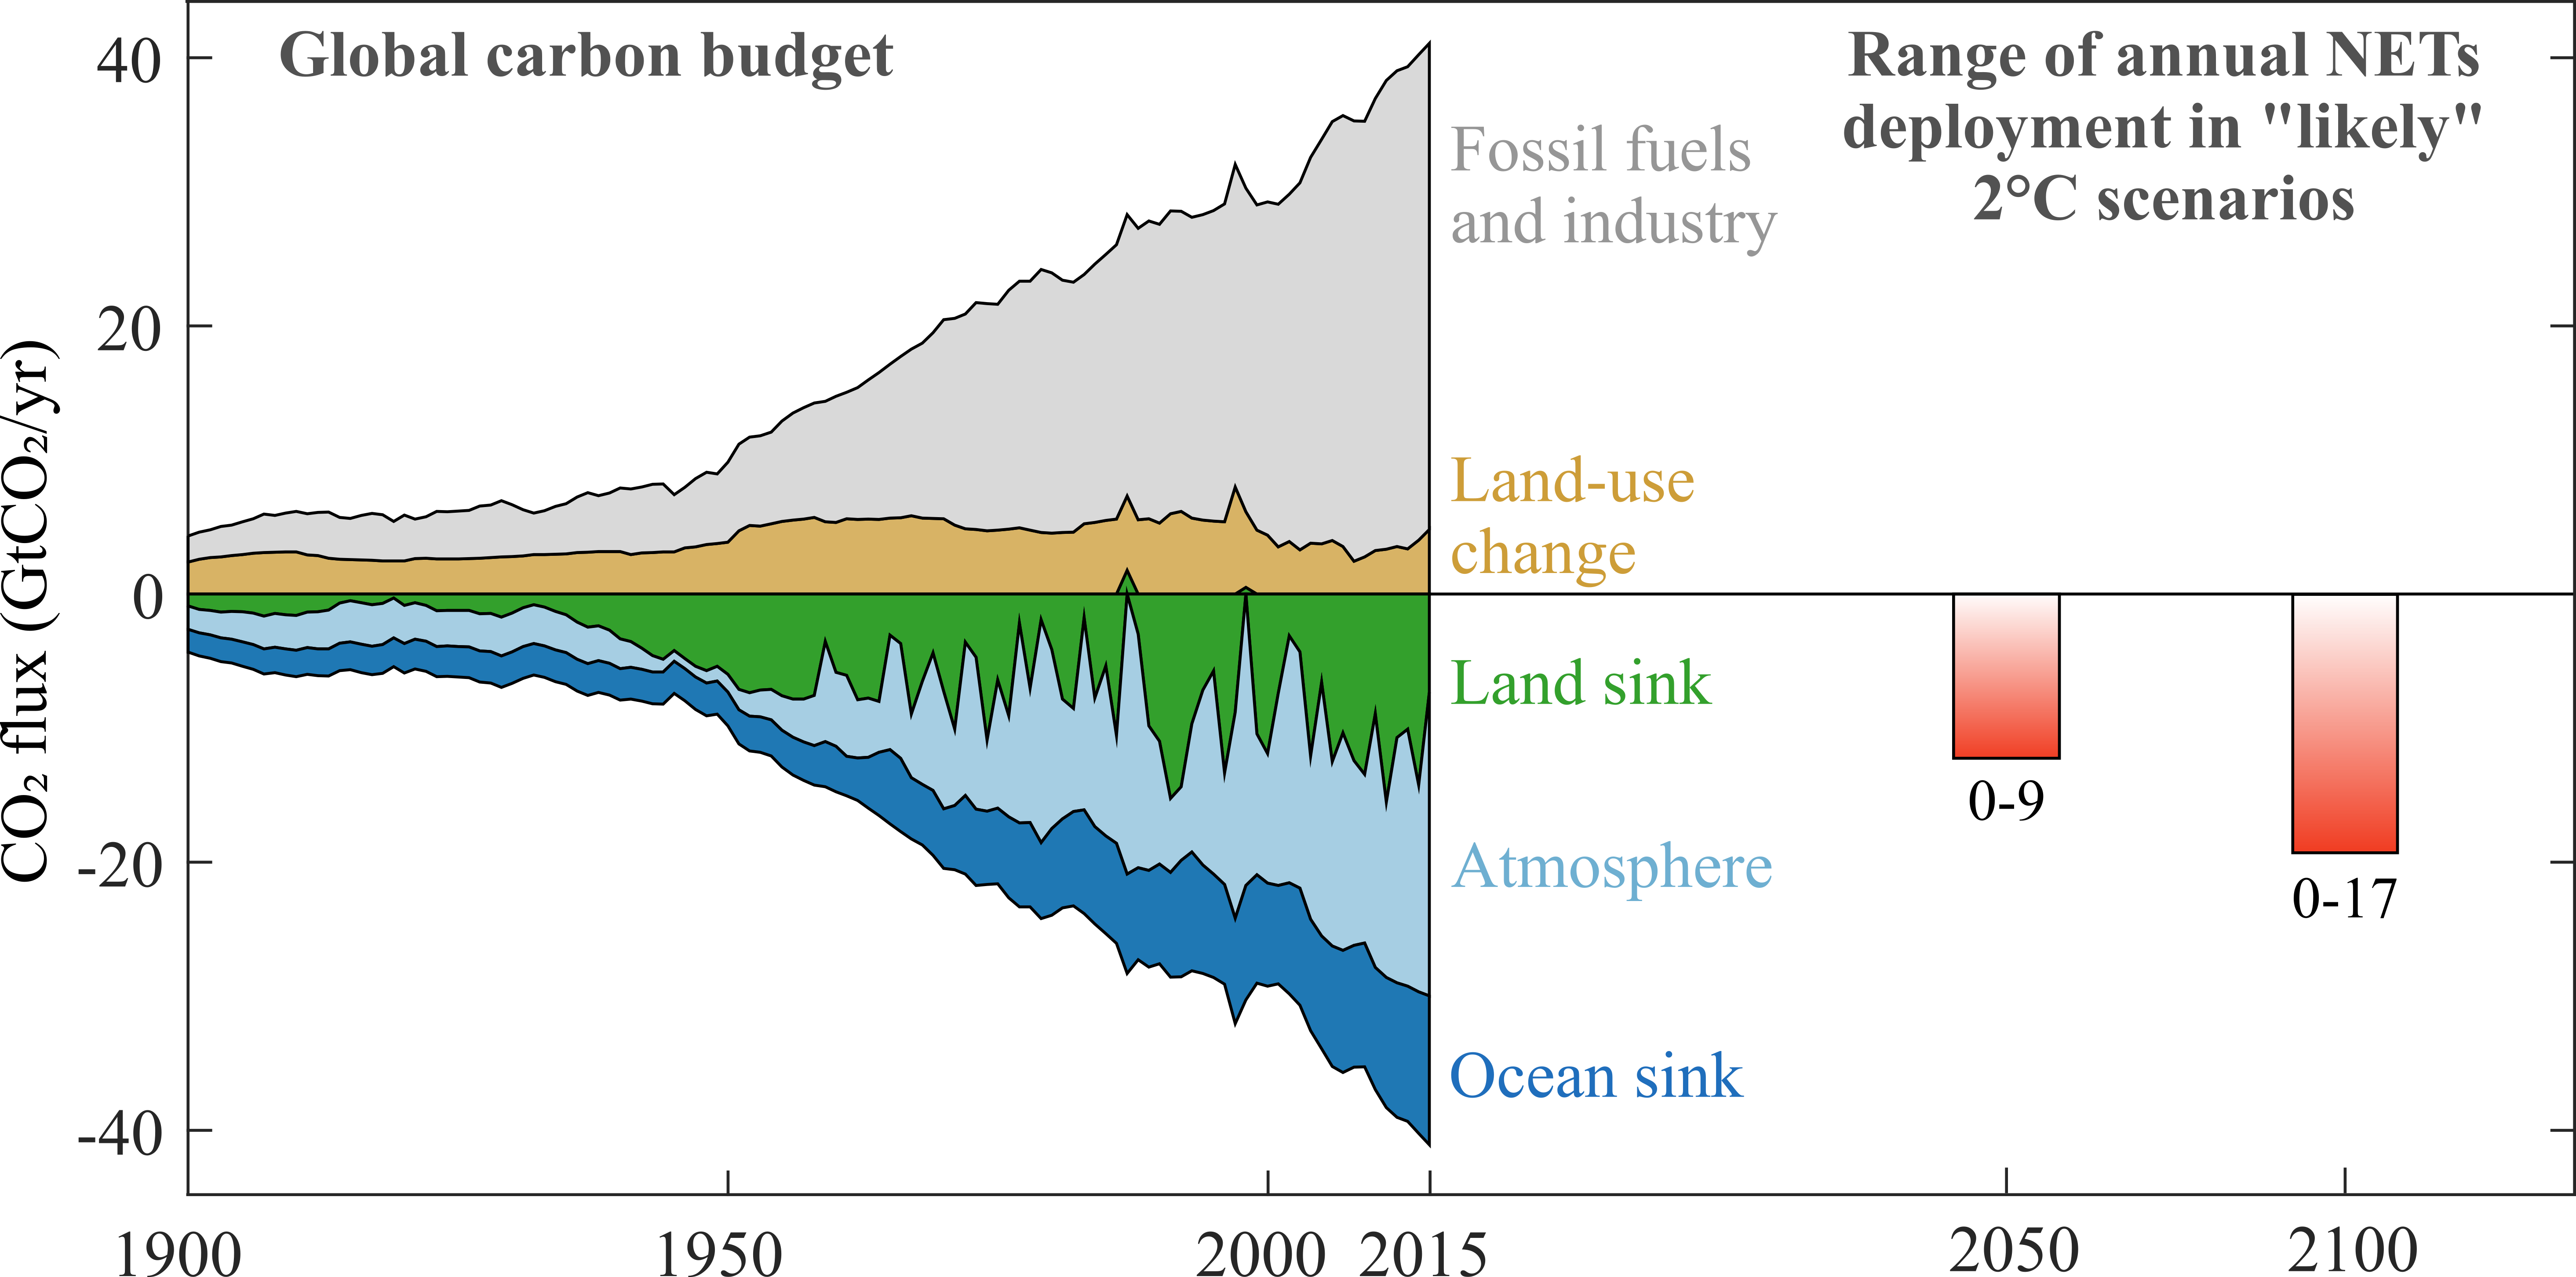 Global carbon budget
Range of annual NETs
deployment in "likely"
2°C scenarios
CO₂ flux (GtCO₂/yr)
40
20
0
-20
-40
Fossil fuels
and industry
Land-use
change
Land sink
Atmosphere
Ocean sink
0-9
0-17
1900
1950
2000
2015
2050
2100